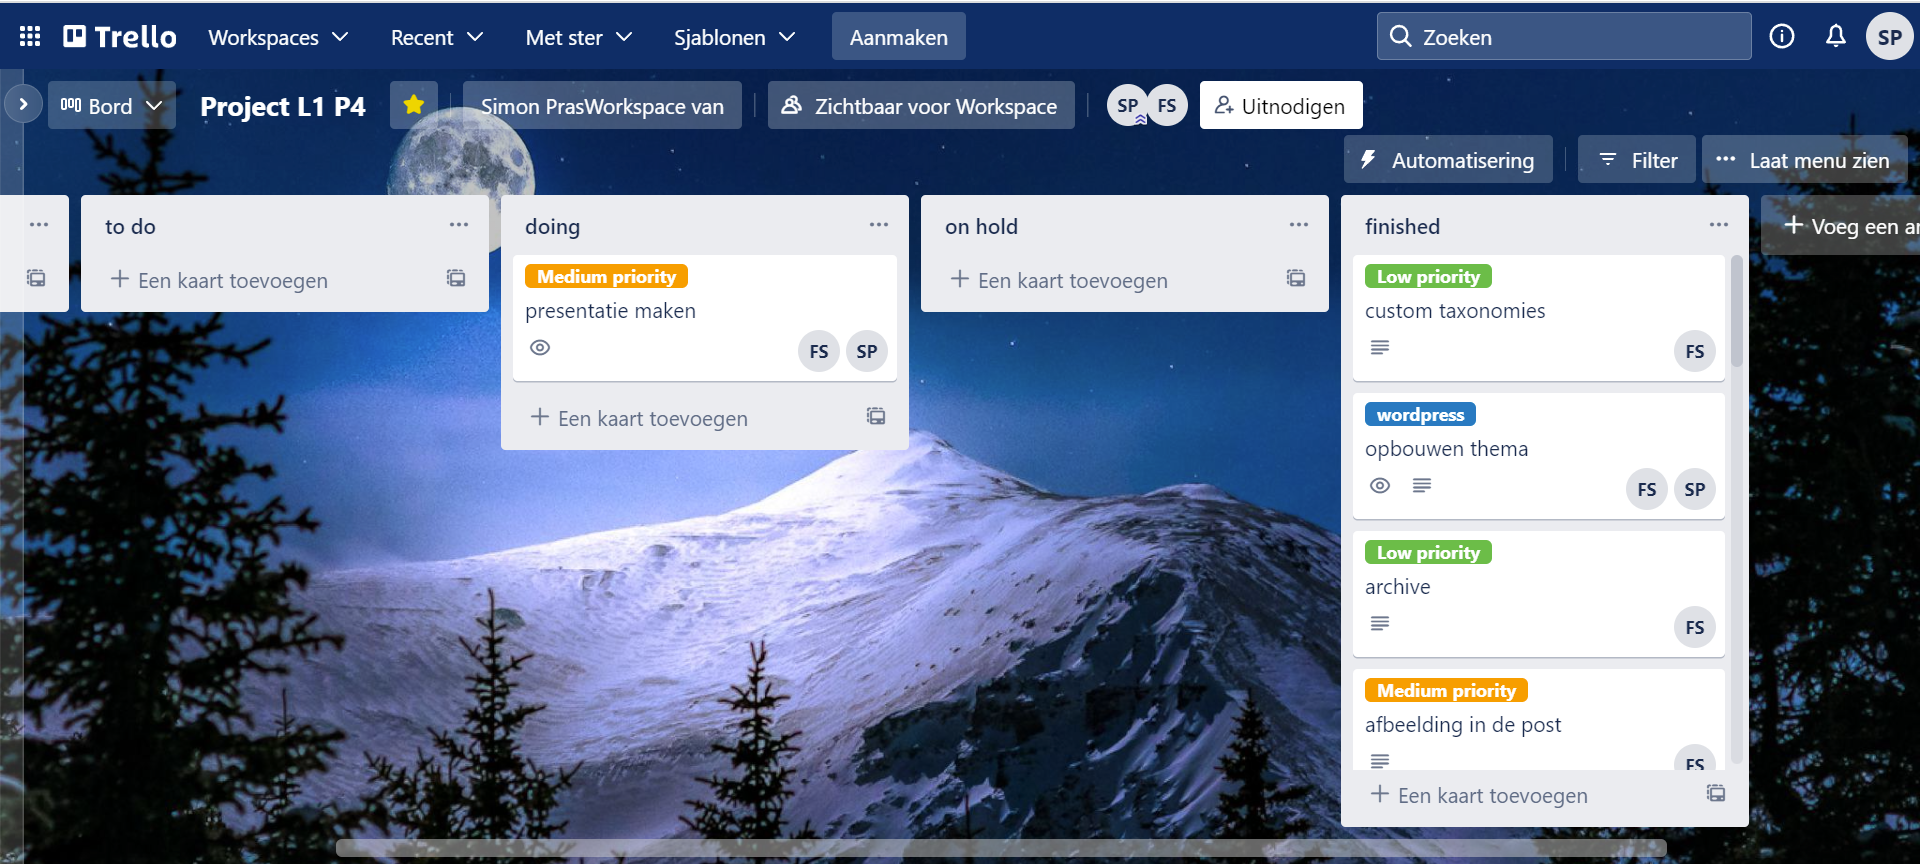 Trello Workspaces Recent Met ster Sjablonen Aanmaken Zoeken SP
Bord Project L1 P4 Simon PrasWorkspace van Zichtbaar voor Workspace SP FS Uitnodigen
Automatisering Filter Laat menu zien
to do
Een kaart toevoegen
doing
Medium priority
presentatie maken
FS SP
Een kaart toevoegen
on hold
Een kaart toevoegen
finished
Low priority
custom taxonomies
FS
wordpress
opbouwen thema
FS SP
Low priority
archive
FS
Medium priority
afbeelding in de post
FS
Een kaart toevoegen
Voeg een